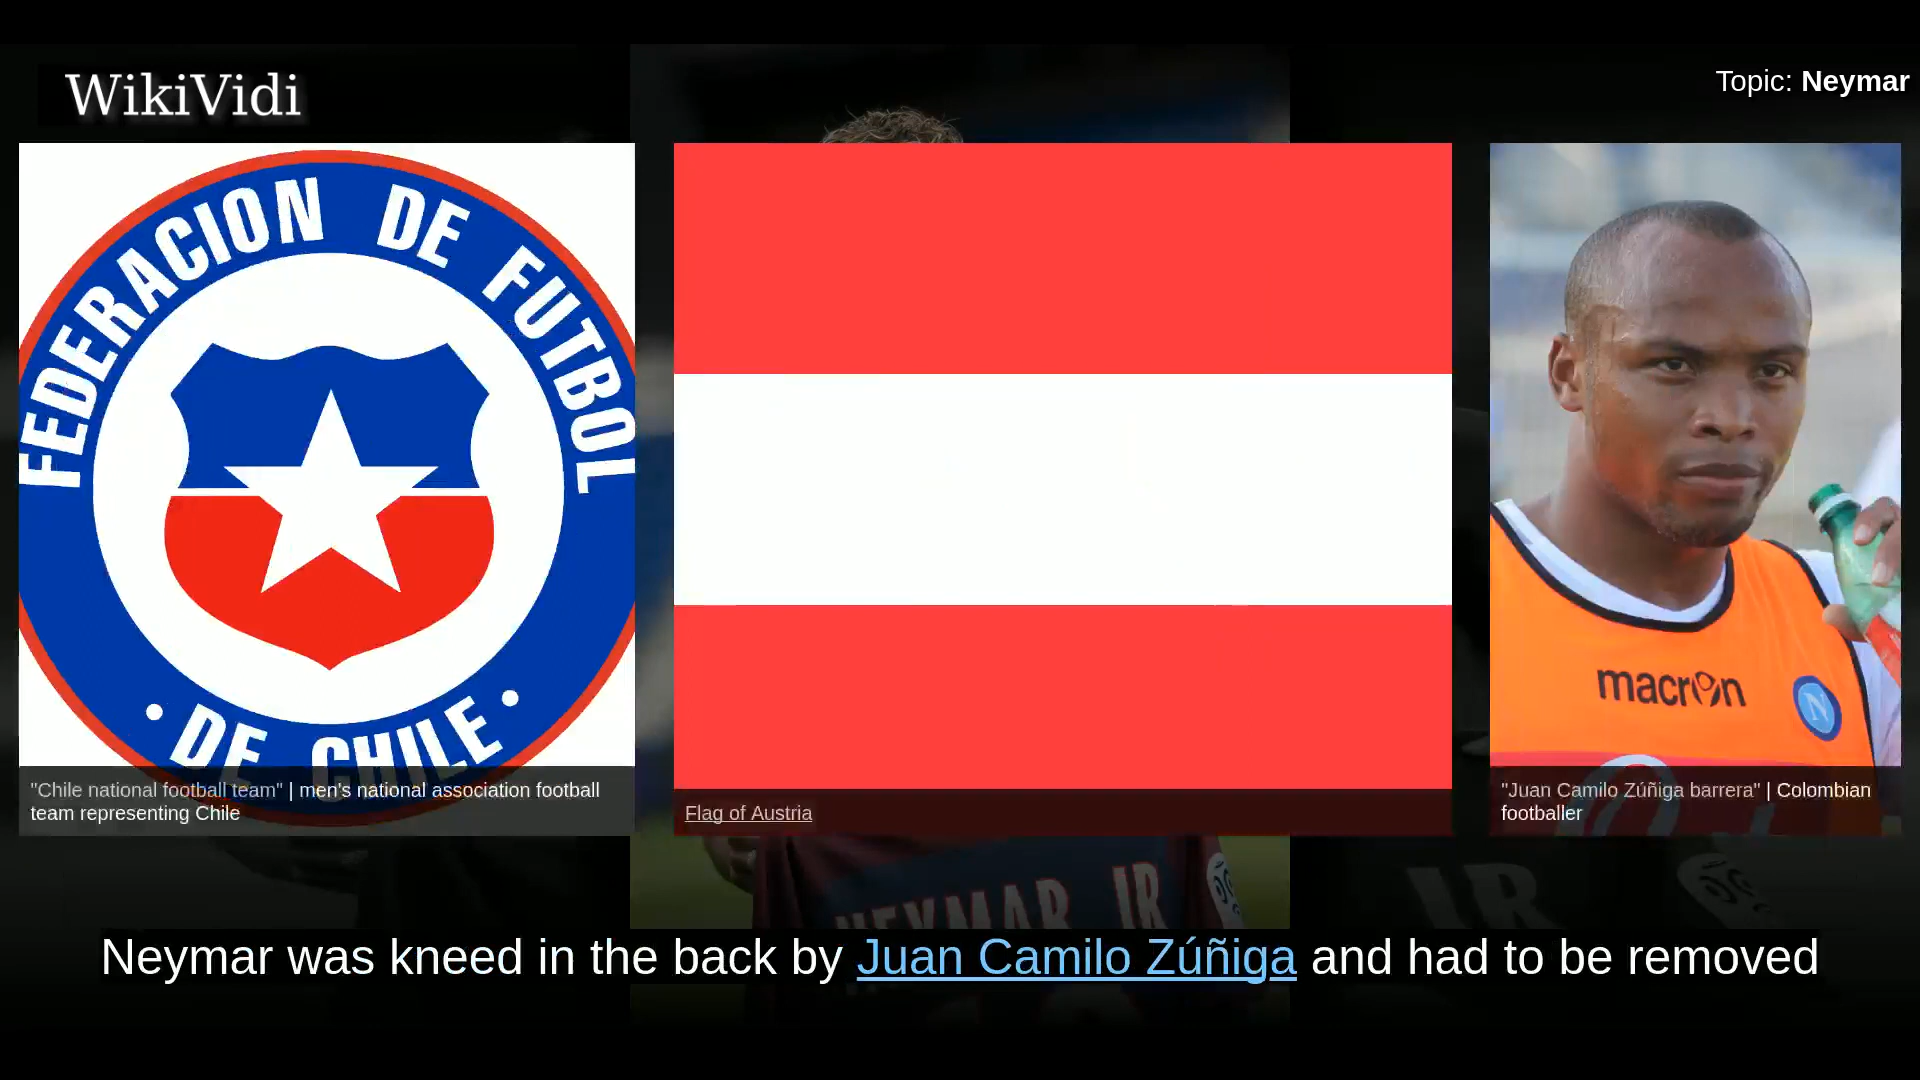 WikiVidi
Topic: Neymar
FEDERACION DE FUTBOL
• DE CHILE •
"Chile national football team" | men's national association football
team representing Chile
Flag of Austria
macron
N
"Juan Camilo Zúñiga barrera" | Colombian
footballer
NEYMAR JR
JR
Neymar was kneed in the back by Juan Camilo Zúñiga and had to be removed